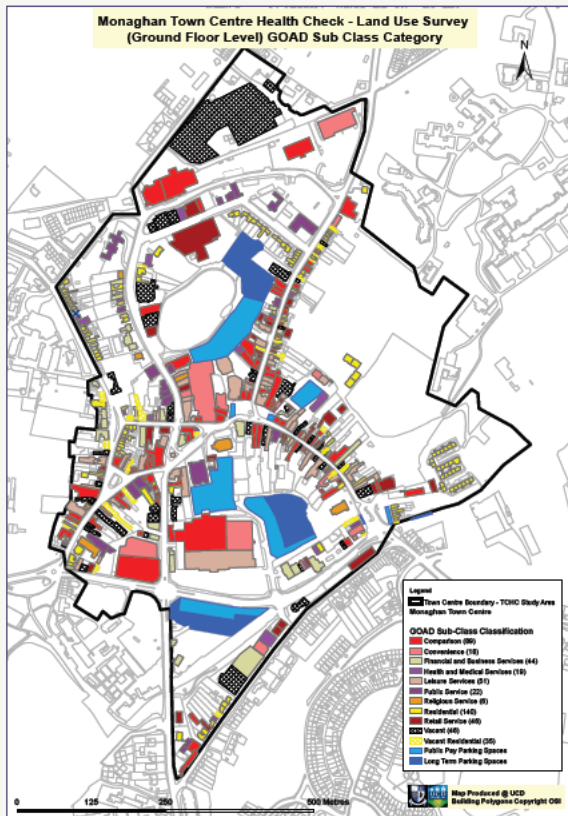 Monaghan Town Centre Health Check - Land Use Survey
(Ground Floor Level) GOAD Sub Class Category
N
Legend
Town Centre Boundary - TCHC Study Area
Monaghan Town Centre
GOAD Sub-Class Classification
Comparison (89)
Convenience (18)
Financial and Business Services (44)
Health and Medical Services (19)
Leisure Services (51)
Public Service (22)
Religious Service (6)
Residential (140)
Retail Service (46)
Vacant (46)
Vacant Residential (35)
Public Pay Parking Spaces
Long Term Parking Spaces
0 125 250 500 Metres
Map Produced @ UCD
Building Polygons Copyright OSI